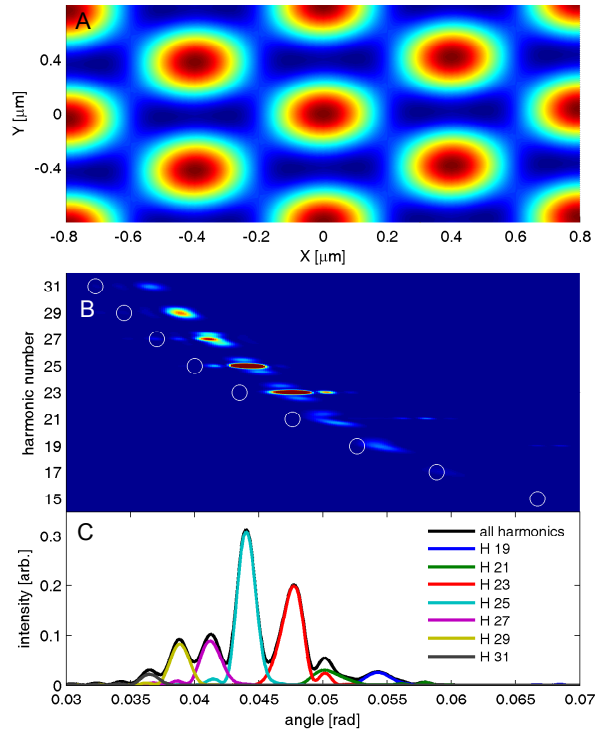 A
Y [μm]
0.4
0
-0.4
-0.8 -0.6 -0.4 -0.2 0 0.2 0.4 0.6 0.8
X [μm]
B
harmonic number
31
29
27
25
23
21
19
17
15
C
intensity [arb.]
0.3
0.2
0.1
0
all harmonics
H 19
H 21
H 23
H 25
H 27
H 29
H 31
0.03 0.035 0.04 0.045 0.05 0.055 0.06 0.065 0.07
angle [rad]